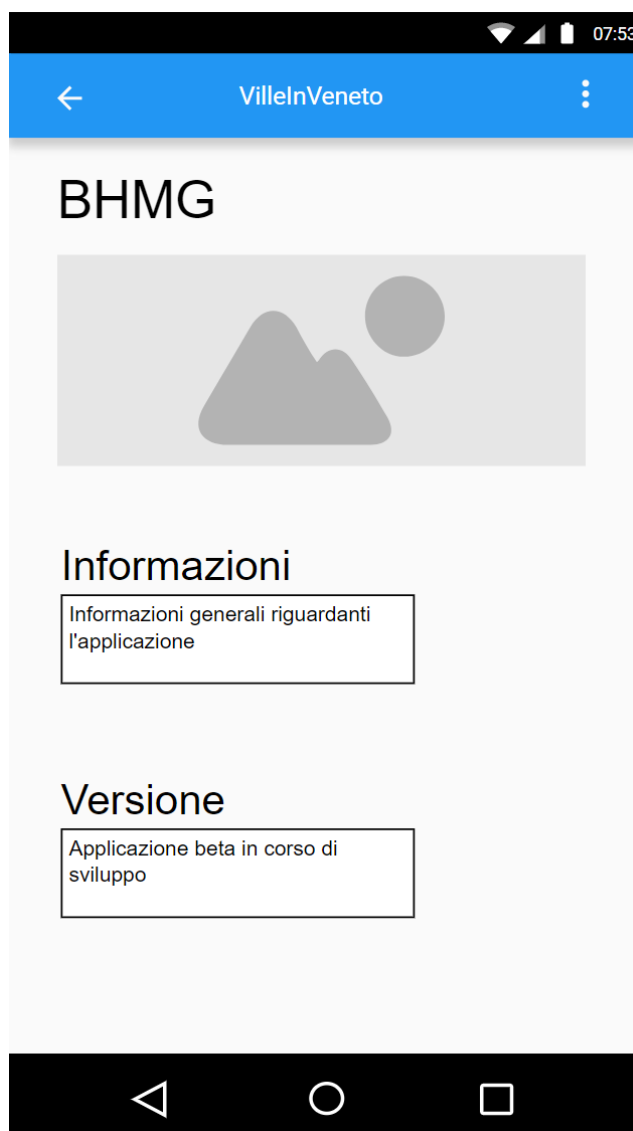 07:53
VilleInVeneto
BHMG
Informazioni
Informazioni generali riguardanti
l'applicazione
Versione
Applicazione beta in corso di
sviluppo